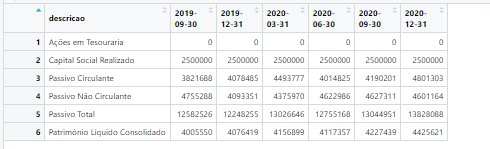 descricao 2019-09-30 2019-12-31 2020-03-31 2020-06-30 2020-09-30 2020-12-31
1 Ações em Tesouraria 0 0 0 0 0 0
2 Capital Social Realizado 2500000 2500000 2500000 2500000 2500000 2500000
3 Passivo Circulante 3821688 4078485 4493777 4014825 4190201 4801303
4 Passivo Não Circulante 4755288 4093351 4375970 4622986 4627311 4601164
5 Passivo Total 12582526 12248255 13026646 12755168 13044951 13828088
6 Patrimônio Liquido Consolidado 4005550 4076419 4156899 4117357 4227439 4425621